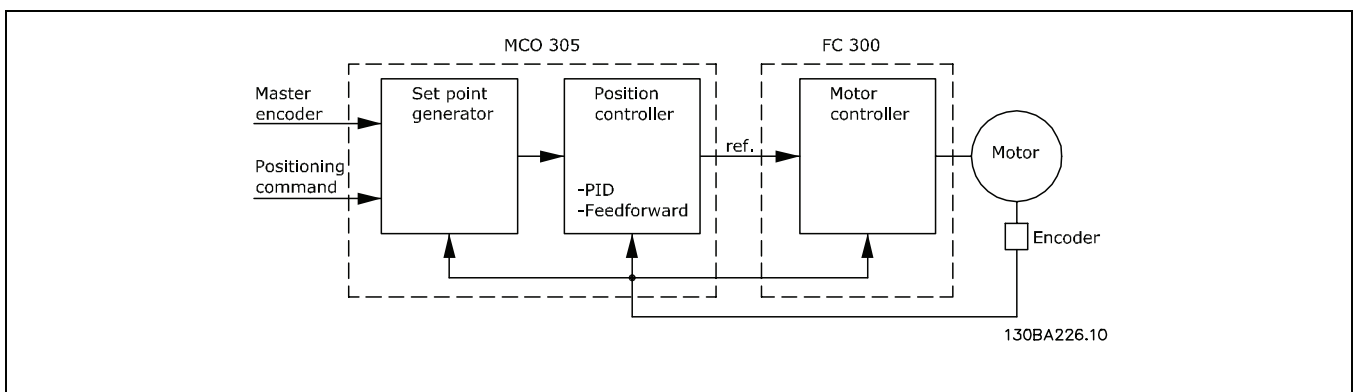 MCO 305
FC 300
Master
encoder
Positioning
command
Set point
generator
Position
controller
-PID
-Feedforward
ref.
Motor
controller
Motor
Encoder
130BA226.10